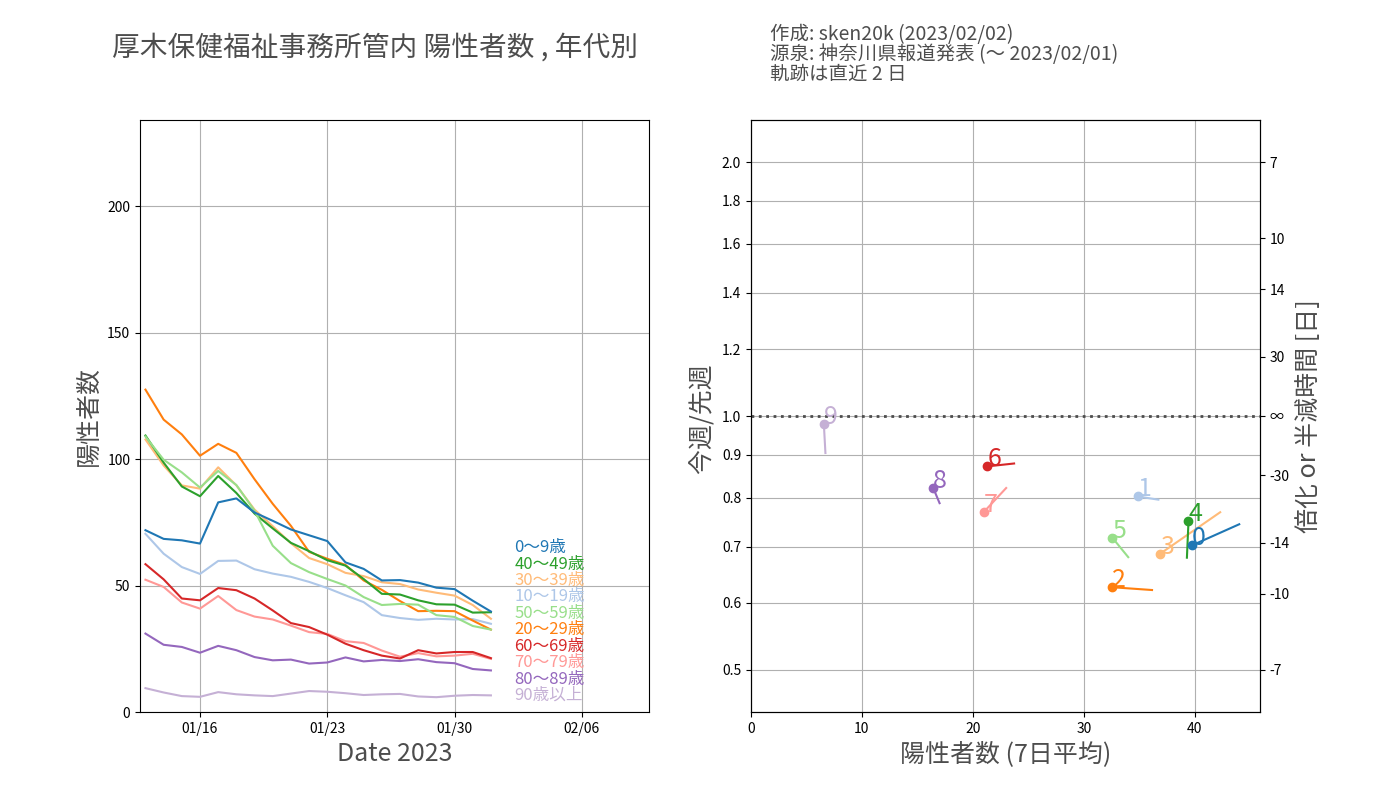 厚木保健福祉事務所管内 陽性者数 , 年代別
作成: sken20k (2023/02/02)
源泉: 神奈川県報道発表 (～ 2023/02/01)
軌跡は直近 2 日
陽性者数
200
150
100
50
0
01/16
01/23
01/30
02/06
Date 2023
0～9歳
40～49歳
30～39歳
10～19歳
50～59歳
20～29歳
60～69歳
70～79歳
80～89歳
90歳以上
今週/先週
2.0
1.8
1.6
1.4
1.2
1.0
0.9
0.8
0.7
0.6
0.5
0
10
20
30
40
陽性者数 (7日平均)
9
6
8
7
1
4
5
0
3
2
7
10
14
30
∞
-30
-14
-10
-7
倍化 or 半減時間 [日]